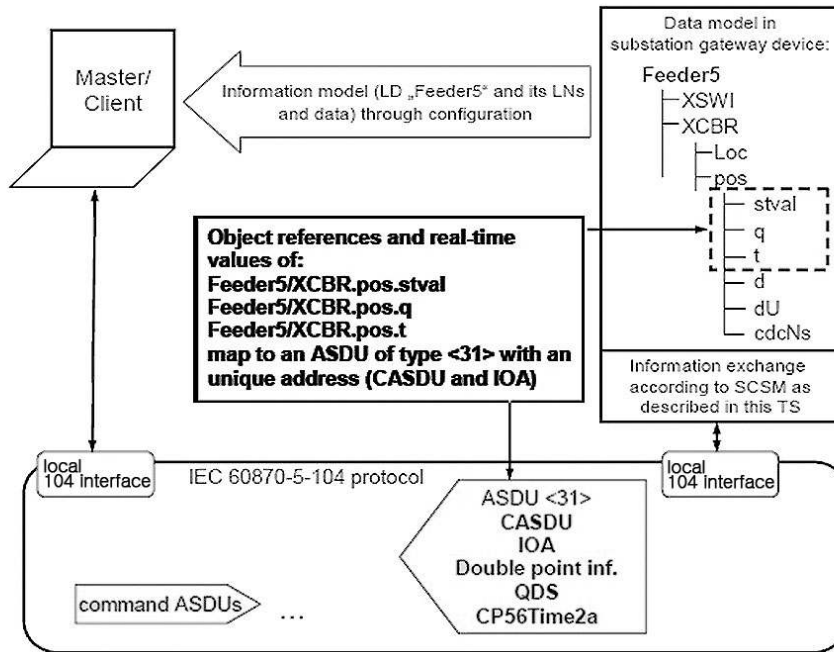 Master/
Client
Information model (LD „Feeder5“ and its LNs
and data) through configuration
Data model in
substation gateway device:
Feeder5
XSWI
XCBR
Loc
pos
stval
q
t
d
dU
cdcNs
Object references and real-time
values of:
Feeder5/XCBR.pos.stval
Feeder5/XCBR.pos.q
Feeder5/XCBR.pos.t
map to an ASDU of type <31> with an
unique address (CASDU and IOA)
Information exchange
according to SCSM as
described in this TS
local
104 interface
IEC 60870-5-104 protocol
local
104 interface
ASDU <31>
CASDU
IOA
Double point inf.
QDS
CP56Time2a
command ASDUs
...